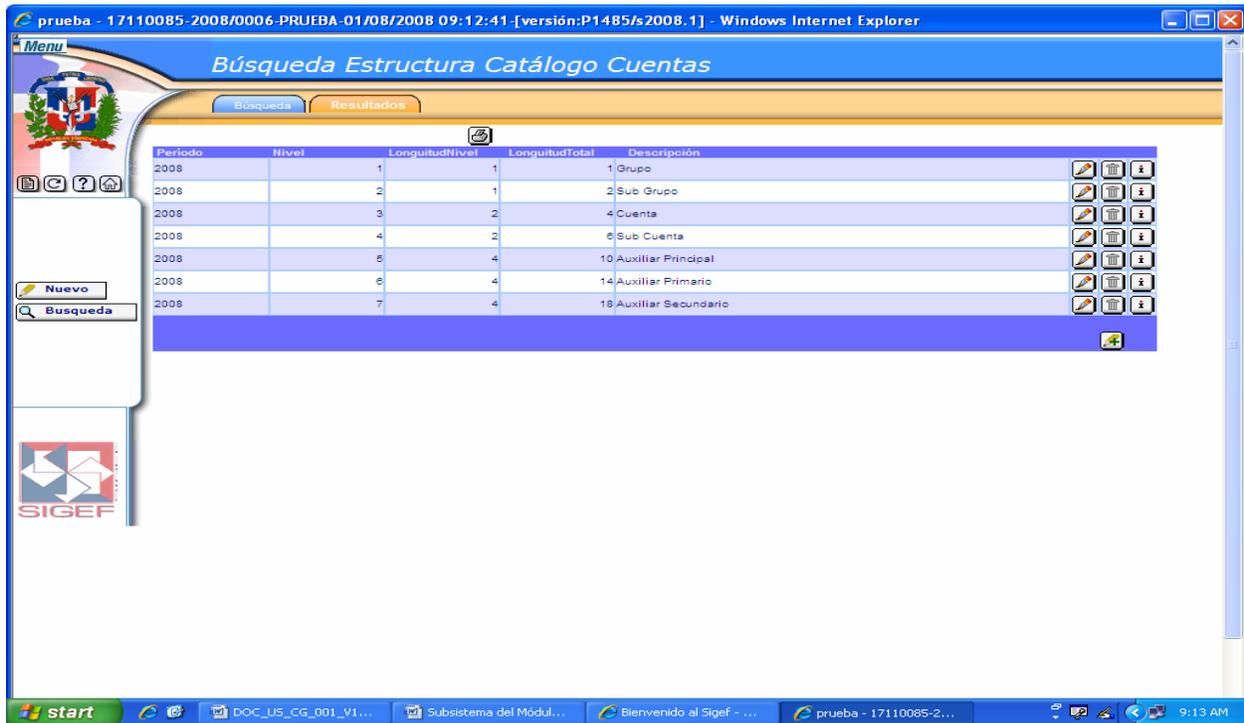 prueba - 17110085-2008/0006-PRUEBA-01/08/2008 09:12:41-[versión:P1485/s2008.1] - Windows Internet Explorer
Menu
Búsqueda Estructura Catálogo Cuentas
Búsqueda Resultados
Período Nivel LonguitudNivel LonguitudTotal Descripción
2008 1 1 1 Grupo
2008 2 1 2 Sub Grupo
2008 3 2 4 Cuenta
2008 4 2 6 Sub Cuenta
2008 5 4 10 Auxiliar Principal
2008 6 4 14 Auxiliar Primario
2008 7 4 18 Auxiliar Secundario
Nuevo
Busqueda
SIGEF
start DOC_US_CG_001_V1... Subsistema del Módul... Bienvenido al Sigef - ... prueba - 17110085-2... 9:13 AM